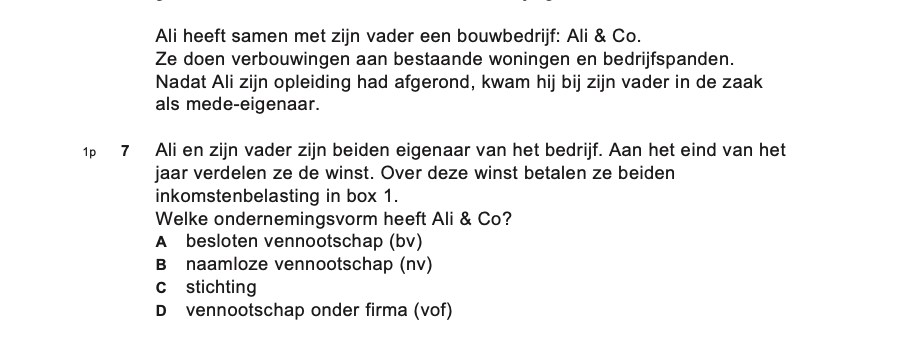 Ali heeft samen met zijn vader een bouwbedrijf: Ali & Co.
Ze doen verbouwingen aan bestaande woningen en bedrijfspanden.
Nadat Ali zijn opleiding had afgerond, kwam hij bij zijn vader in de zaak
als mede-eigenaar.
1p 7 Ali en zijn vader zijn beiden eigenaar van het bedrijf. Aan het eind van het
jaar verdelen ze de winst. Over deze winst betalen ze beiden
inkomstenbelasting in box 1.
Welke ondernemingsvorm heeft Ali & Co?
A besloten vennootschap (bv)
B naamloze vennootschap (nv)
C stichting
D vennootschap onder firma (vof)